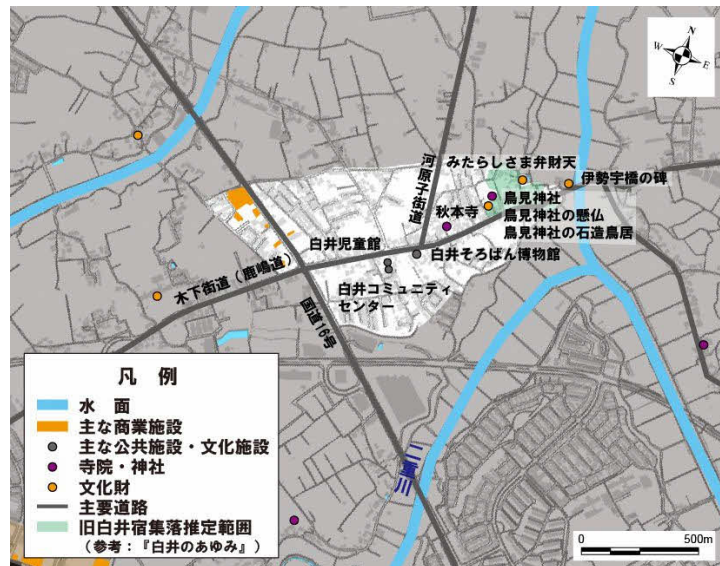 N
W
E
S
河原子街道
みたらしさま弁財天
伊勢宇橋の碑
鳥見神社
秋本寺
鳥見神社の懸仏
鳥見神社の石造鳥居
白井児童館
白井そろばん博物館
木下街道(鹿嶋道)
白井コミュニティ
センター
国道16号
二重川
凡 例
水 面
主な商業施設
主な公共施設・文化施設
寺院・神社
文化財
主要道路
旧白井宿集落推定範囲
(参考:『白井のあゆみ』)
0 500m